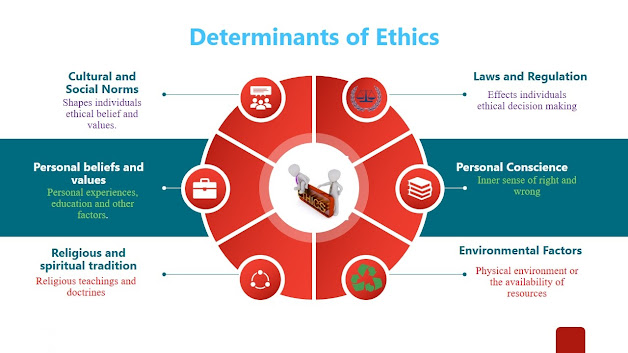 Determinants of Ethics
Cultural and
Social Norms
Shapes individuals
ethical belief and
values.
Laws and Regulation
Effects individuals
ethical decision making
Personal beliefs and
values
Personal experiences,
education and other
factors.
Personal Conscience
Inner sense of right and
wrong
Religious and
spiritual tradition
Religious teachings and
doctrines
Environmental Factors
Physical environment or
the availability of
resources
ETHICS